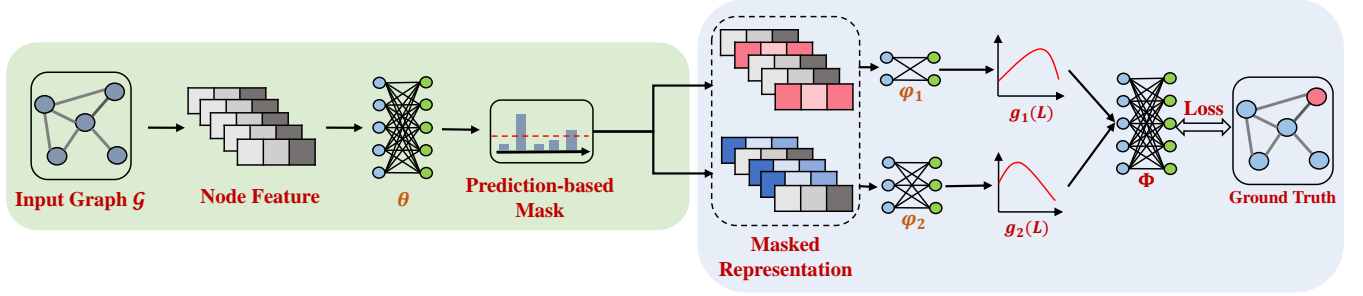 Input Graph 𝒢
Node Feature
θ
Prediction-based
Mask
Masked
Representation
φ₁
φ₂
g₁(L)
g₂(L)
Φ
Loss
Ground Truth